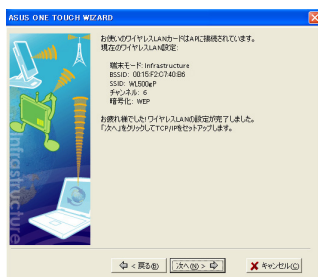 ASUS ONE TOUCH WIZARD
お使いのワイヤレスLANカードはAPに接続されています。
現在のワイヤレスLAN設定:
端末モード: Infrastructure
BSSID: 0015F2C740B6
SSID: WL500gP
チャンネル: 6
暗号化: WEP
お疲れ様でした!ワイヤレスLANの設定が完了しました。
「次へ」をクリックしてTCP/IPをセットアップします。
Infrastructure
< 戻る(B)
次へ(N) >
キャンセル(C)